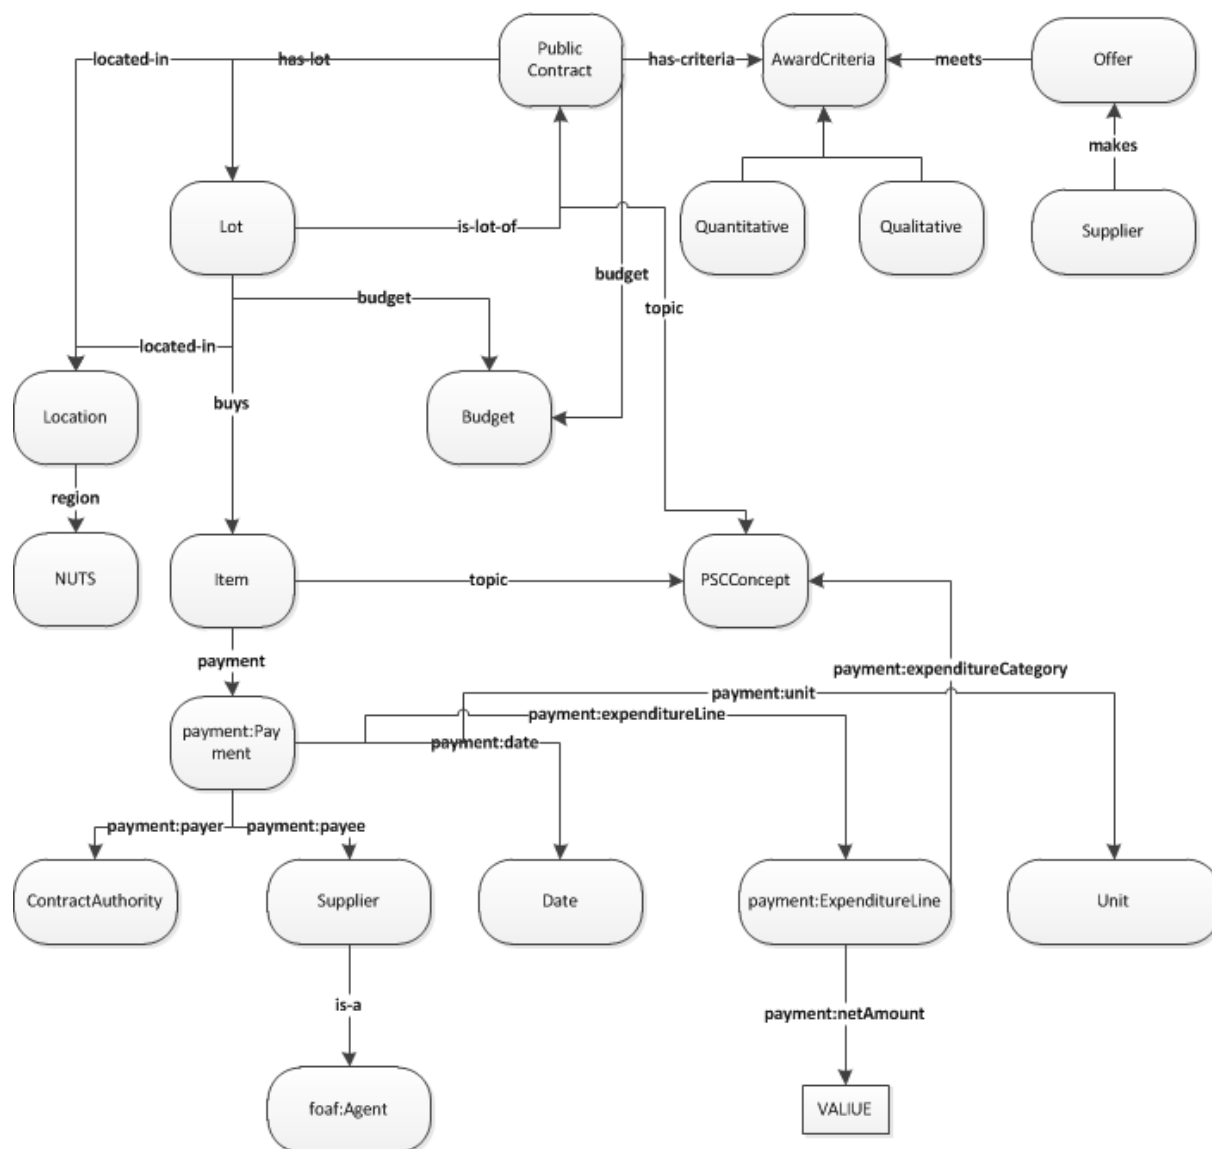 Public
Contract
AwardCriteria
Offer
located-in
has-lot
has-criteria
meets
makes
Lot
is-lot-of
Quantitative
Qualitative
Supplier
budget
budget
topic
located-in
Location
buys
Budget
region
NUTS
Item
topic
PSCConcept
payment
payment:expenditureCategory
payment:unit
payment:expenditureLine
payment:Pay
ment
payment:date
payment:payer
payment:payee
ContractAuthority
Supplier
Date
payment:ExpenditureLine
Unit
is-a
payment:netAmount
foaf:Agent
VALIUE